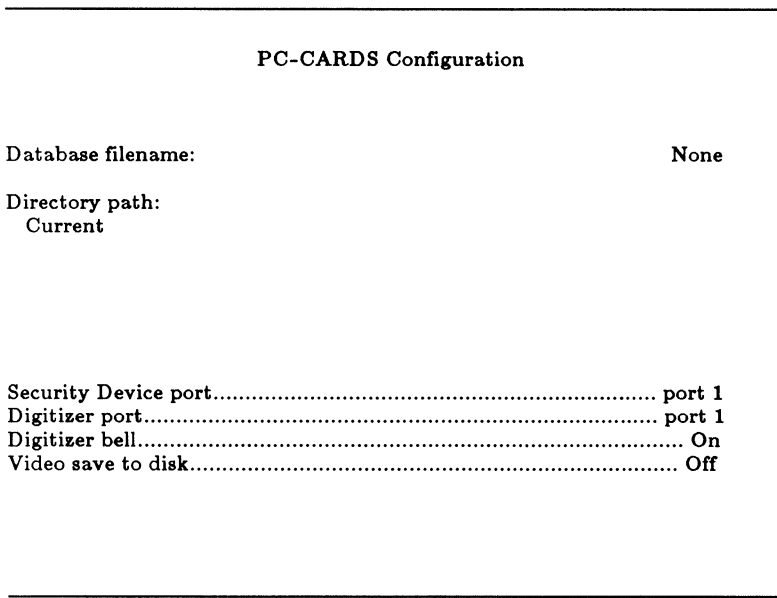 PC-CARDS Configuration
Database filename: None
Directory path:
Current
Security Device port...................................................................... port 1
Digitizer port................................................................................. port 1
Digitizer bell...................................................................................... On
Video save to disk............................................................................. Off